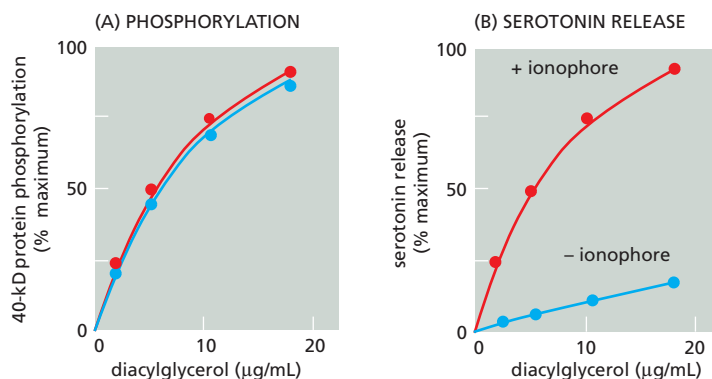 (A) PHOSPHORYLATION
40-kD protein phosphorylation
(% maximum)
100
50
0
0 10 20
diacylglycerol (µg/mL)
(B) SEROTONIN RELEASE
serotonin release
(% maximum)
100
50
0
+ ionophore
– ionophore
0 10 20
diacylglycerol (µg/mL)